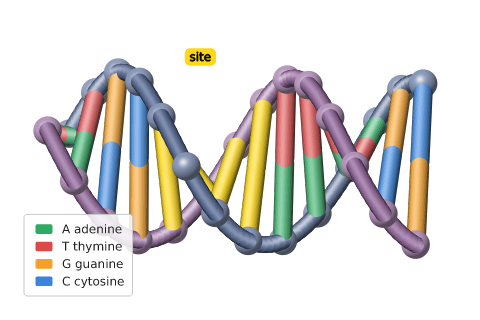 site
A adenine
T thymine
G guanine
C cytosine